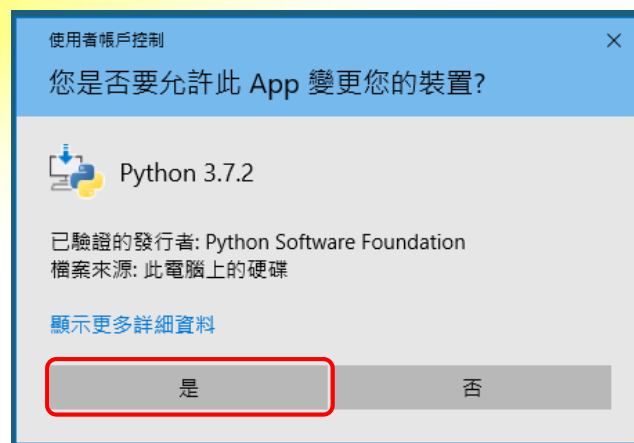 使用者帳戶控制
您是否要允許此 App 變更您的裝置?
Python 3.7.2
已驗證的發行者: Python Software Foundation
檔案來源: 此電腦上的硬碟
顯示更多詳細資料
是
否